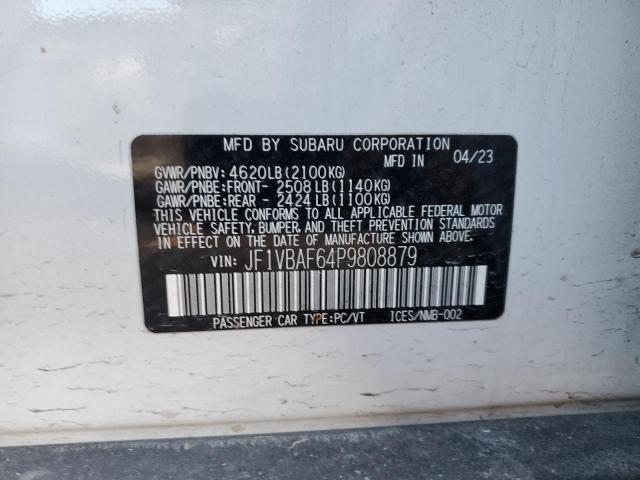 MFD BY SUBARU CORPORATION
MFD IN 04/23
GVWR/PNBV: 4620LB(2100KG)
GAWR/PNBE:FRONT- 2508LB(1140KG)
GAWR/PNBE:REAR - 2424LB(1100KG)
THIS VEHICLE CONFORMS TO ALL APPLICABLE FEDERAL MOTOR
VEHICLE SAFETY, BUMPER, AND THEFT PREVENTION STANDARDS
IN EFFECT ON THE DATE OF MANUFACTURE SHOWN ABOVE.
VIN: JF1VBAF64P9808879
PASSENGER CAR TYPE:PC/VT ICES/NMB-002